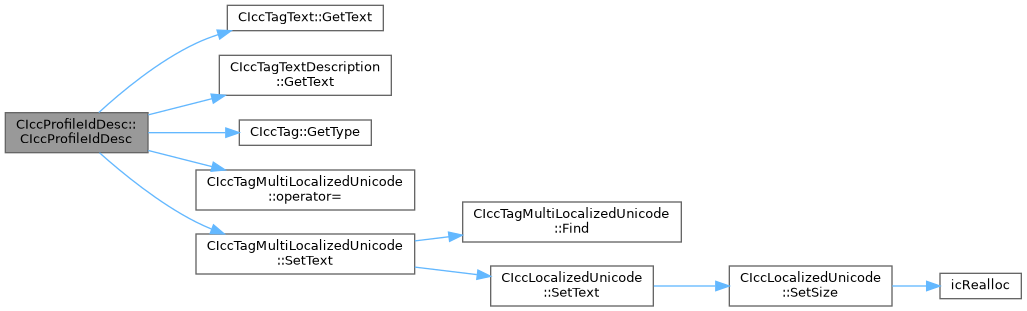 CIccProfileIdDesc::
CIccProfileIdDesc
CIccTagText::GetText
CIccTagTextDescription
::GetText
CIccTag::GetType
CIccTagMultiLocalizedUnicode
::operator=
CIccTagMultiLocalizedUnicode
::SetText
CIccTagMultiLocalizedUnicode
::Find
CIccLocalizedUnicode
::SetText
CIccLocalizedUnicode
::SetSize
icRealloc